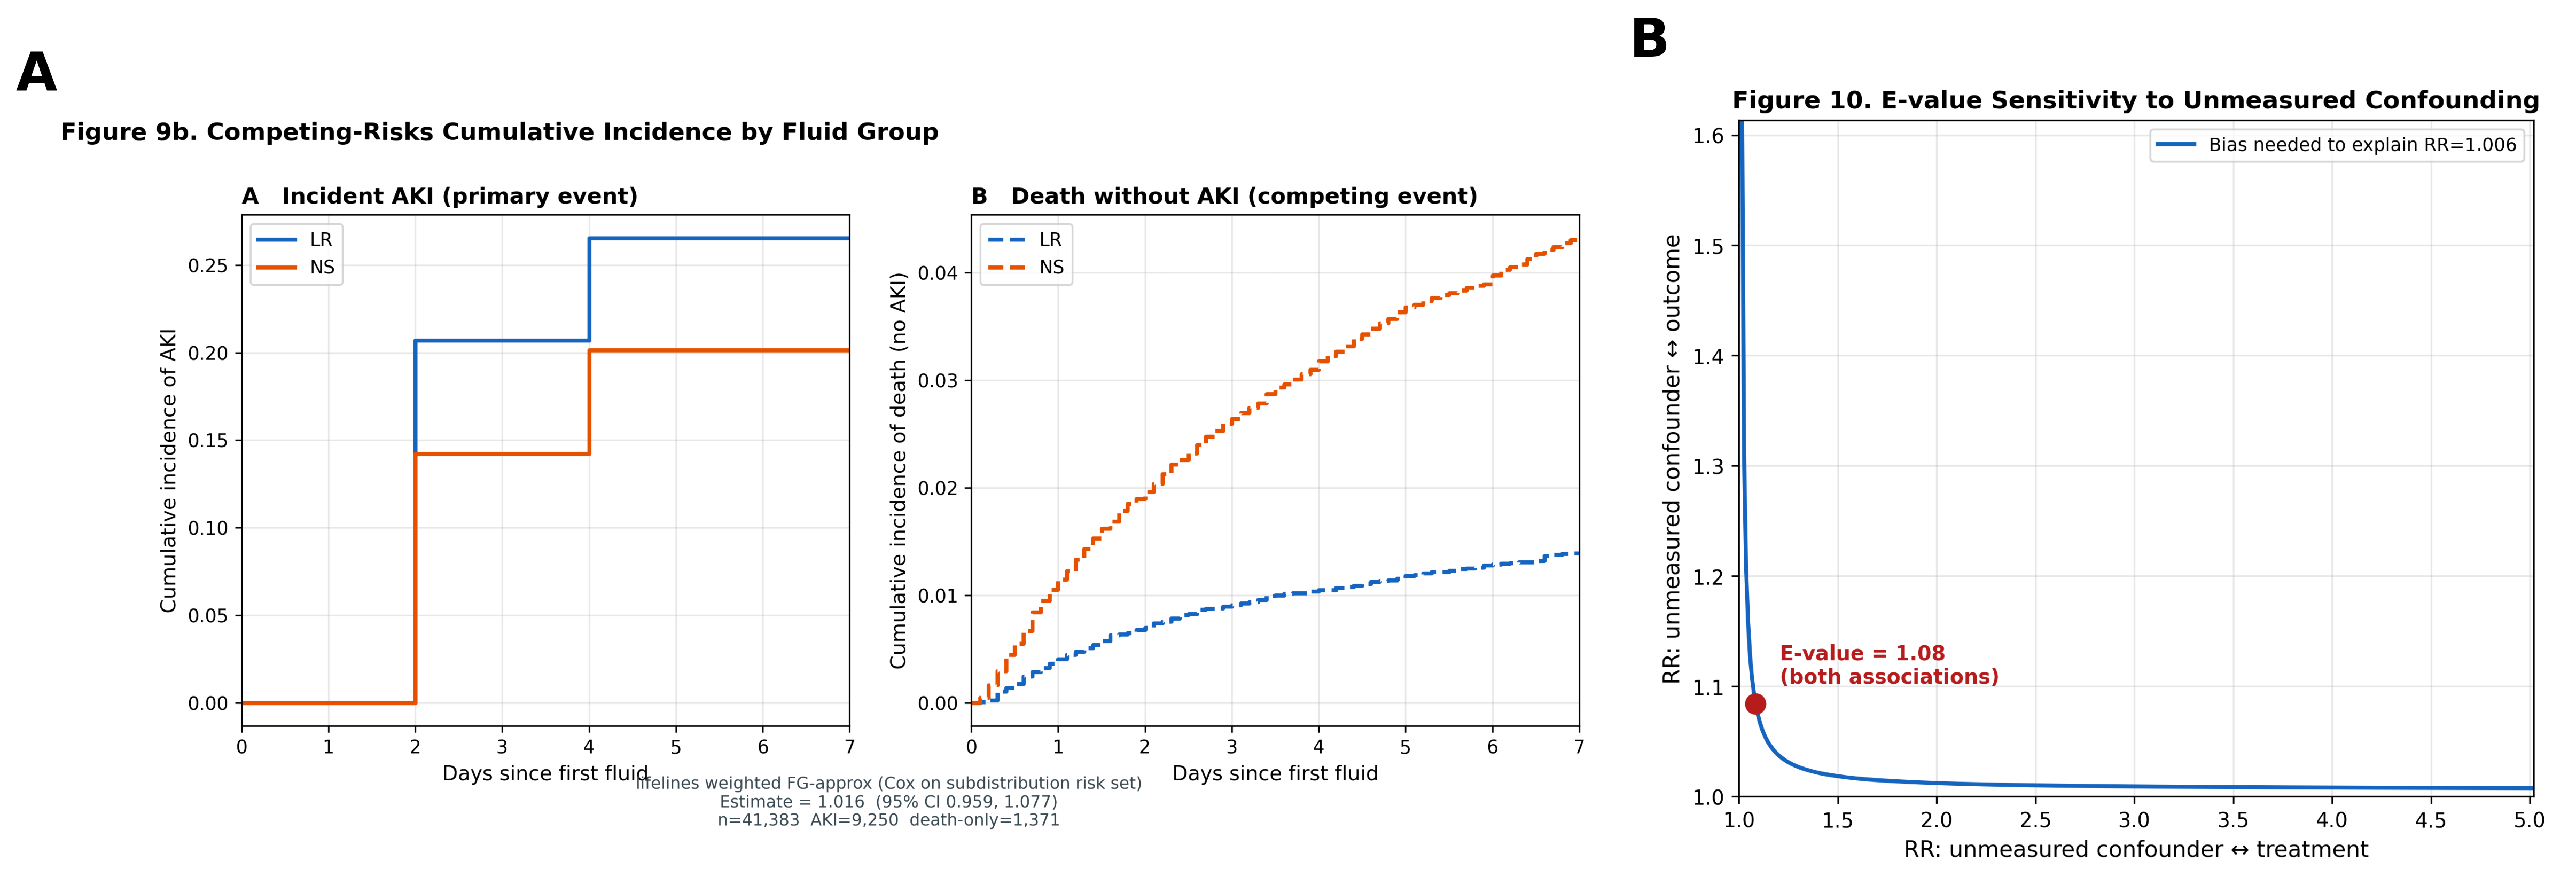 A
Figure 9b. Competing-Risks Cumulative Incidence by Fluid Group
A Incident AKI (primary event)
LR
NS
Cumulative incidence of AKI
0.25
0.20
0.15
0.10
0.05
0.00
0 1 2 3 4 5 6 7
Days since first fluid
B Death without AKI (competing event)
LR
NS
Cumulative incidence of death (no AKI)
0.04
0.03
0.02
0.01
0.00
0 1 2 3 4 5 6 7
Days since first fluid
lifelines weighted FG-approx (Cox on subdistribution risk set)
Estimate = 1.016 (95% CI 0.959, 1.077)
n=41,383 AKI=9,250 death-only=1,371
B
Figure 10. E-value Sensitivity to Unmeasured Confounding
Bias needed to explain RR=1.006
RR: unmeasured confounder ↔ outcome
1.6
1.5
1.4
1.3
1.2
1.1
1.0
E-value = 1.08
(both associations)
1.0 1.5 2.0 2.5 3.0 3.5 4.0 4.5 5.0
RR: unmeasured confounder ↔ treatment